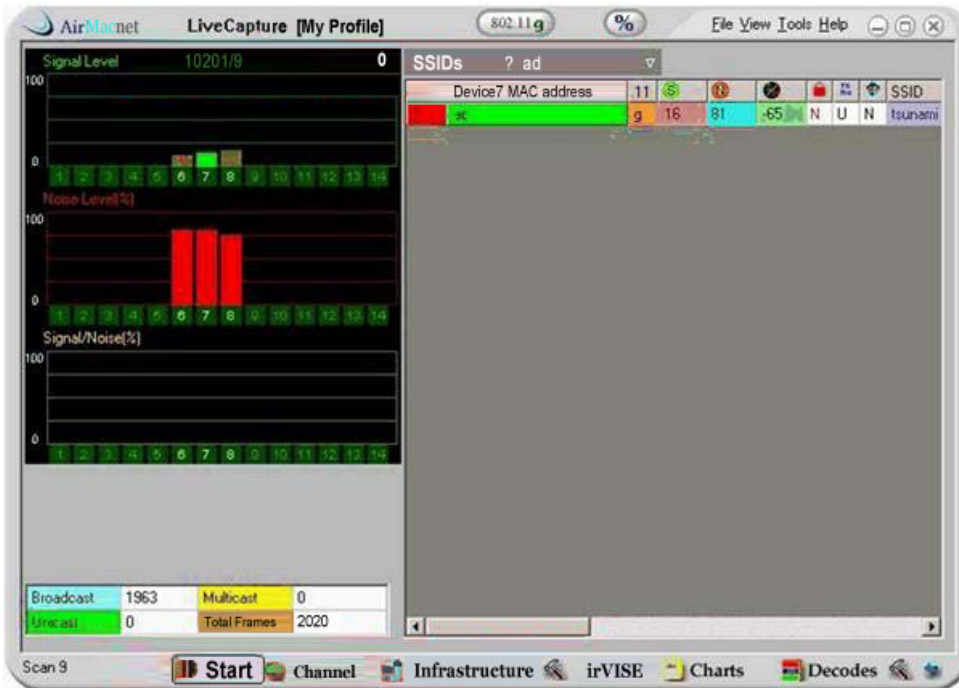 AirMacnet LiveCapture [My Profile] 802.11g % File View Tools Help
Signal Level 10201/9 0
100
0
1 2 3 4 5 6 7 8 9 10 11 12 13 14
Noise Level(%)
100
0
1 2 3 4 5 6 7 8 9 10 11 12 13 14
Signal/Noise(%)
100
0
1 2 3 4 5 6 7 8 9 10 11 12 13 14
SSIDs ? ad
Device7 MAC address .11 S N SSID
g 16 81 -65 N U N tsunami
Broadcast 1963 Multicast 0
Unicast 0 Total Frames 2020
Scan 9 Start Channel Infrastructure irVISE Charts Decodes